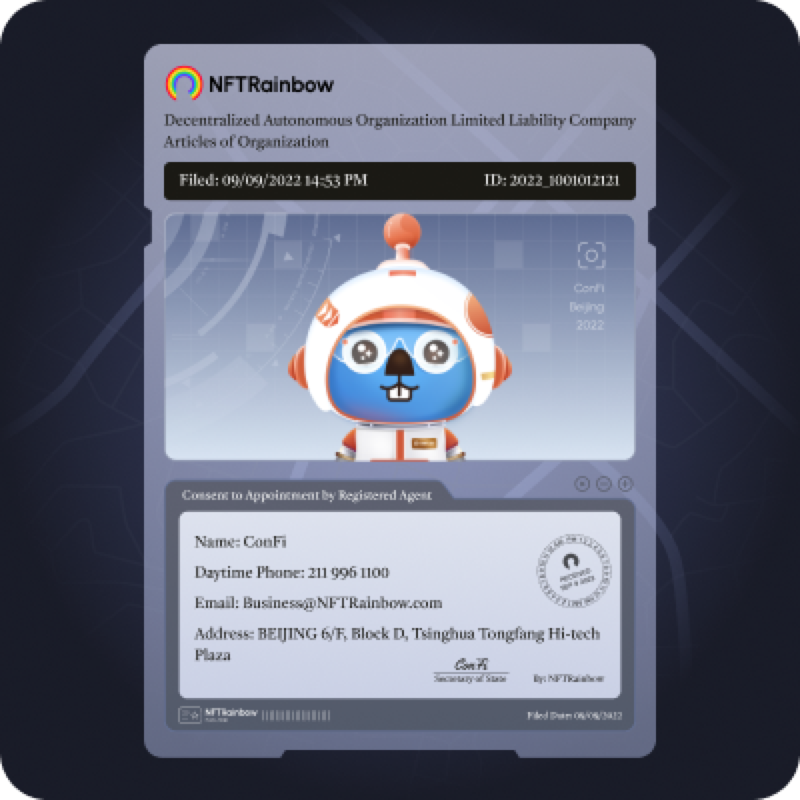 NFTRainbow
Decentralized Autonomous Organization Limited Liability Company
Articles of Organization
Filed: 09/09/2022 14:53 PM
ID: 2022_1001012121
ConFi
Beijing
2022
Consent to Appointment by Registered Agent
Name: ConFi
Daytime Phone: 211 996 1100
Email: Business@NFTRainbow.com
Address: BEIJING 6/F, Block D, Tsinghua Tongfang Hi-tech
Plaza
RECEIVED
ConFi
Secretary of State
By: NFTRainbow
NFTRainbow
Filed Date: 09/09/2022